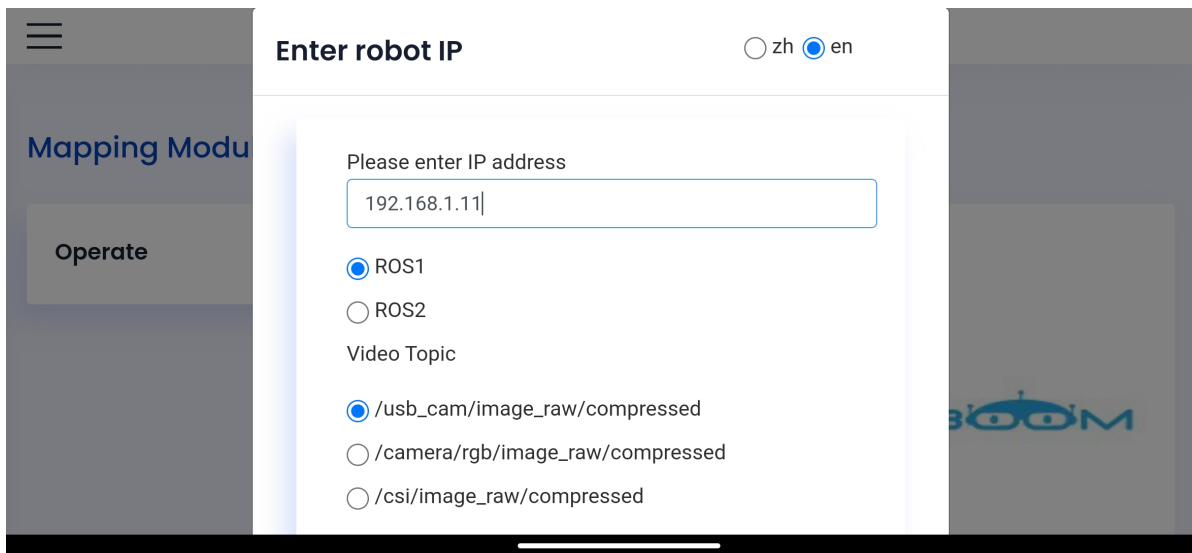 Enter robot IP
zh en
Mapping Modu
Please enter IP address
192.168.1.11
Operate
ROS1
ROS2
Video Topic
/usb_cam/image_raw/compressed
/camera/rgb/image_raw/compressed
/csi/image_raw/compressed
BOOM